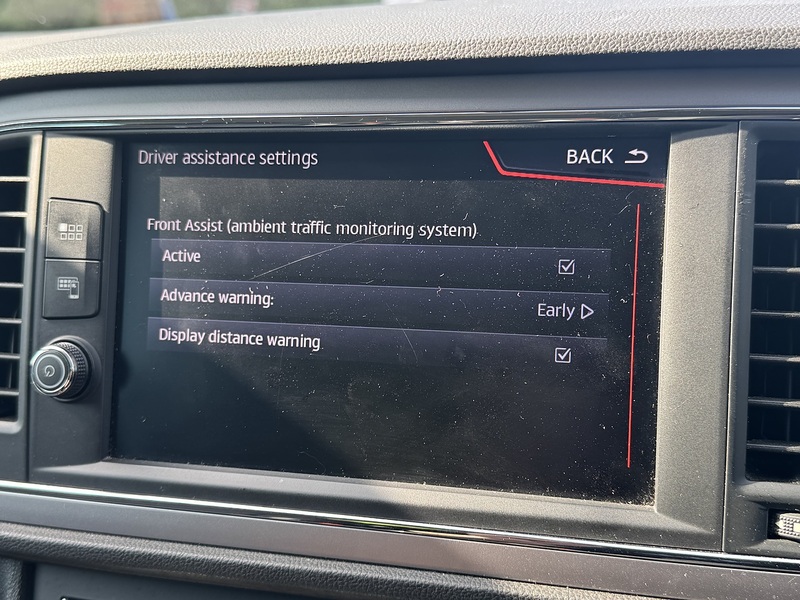 Driver assistance settings
BACK
Front Assist (ambient traffic monitoring system)
Active
Advance warning:
Early
Display distance warning